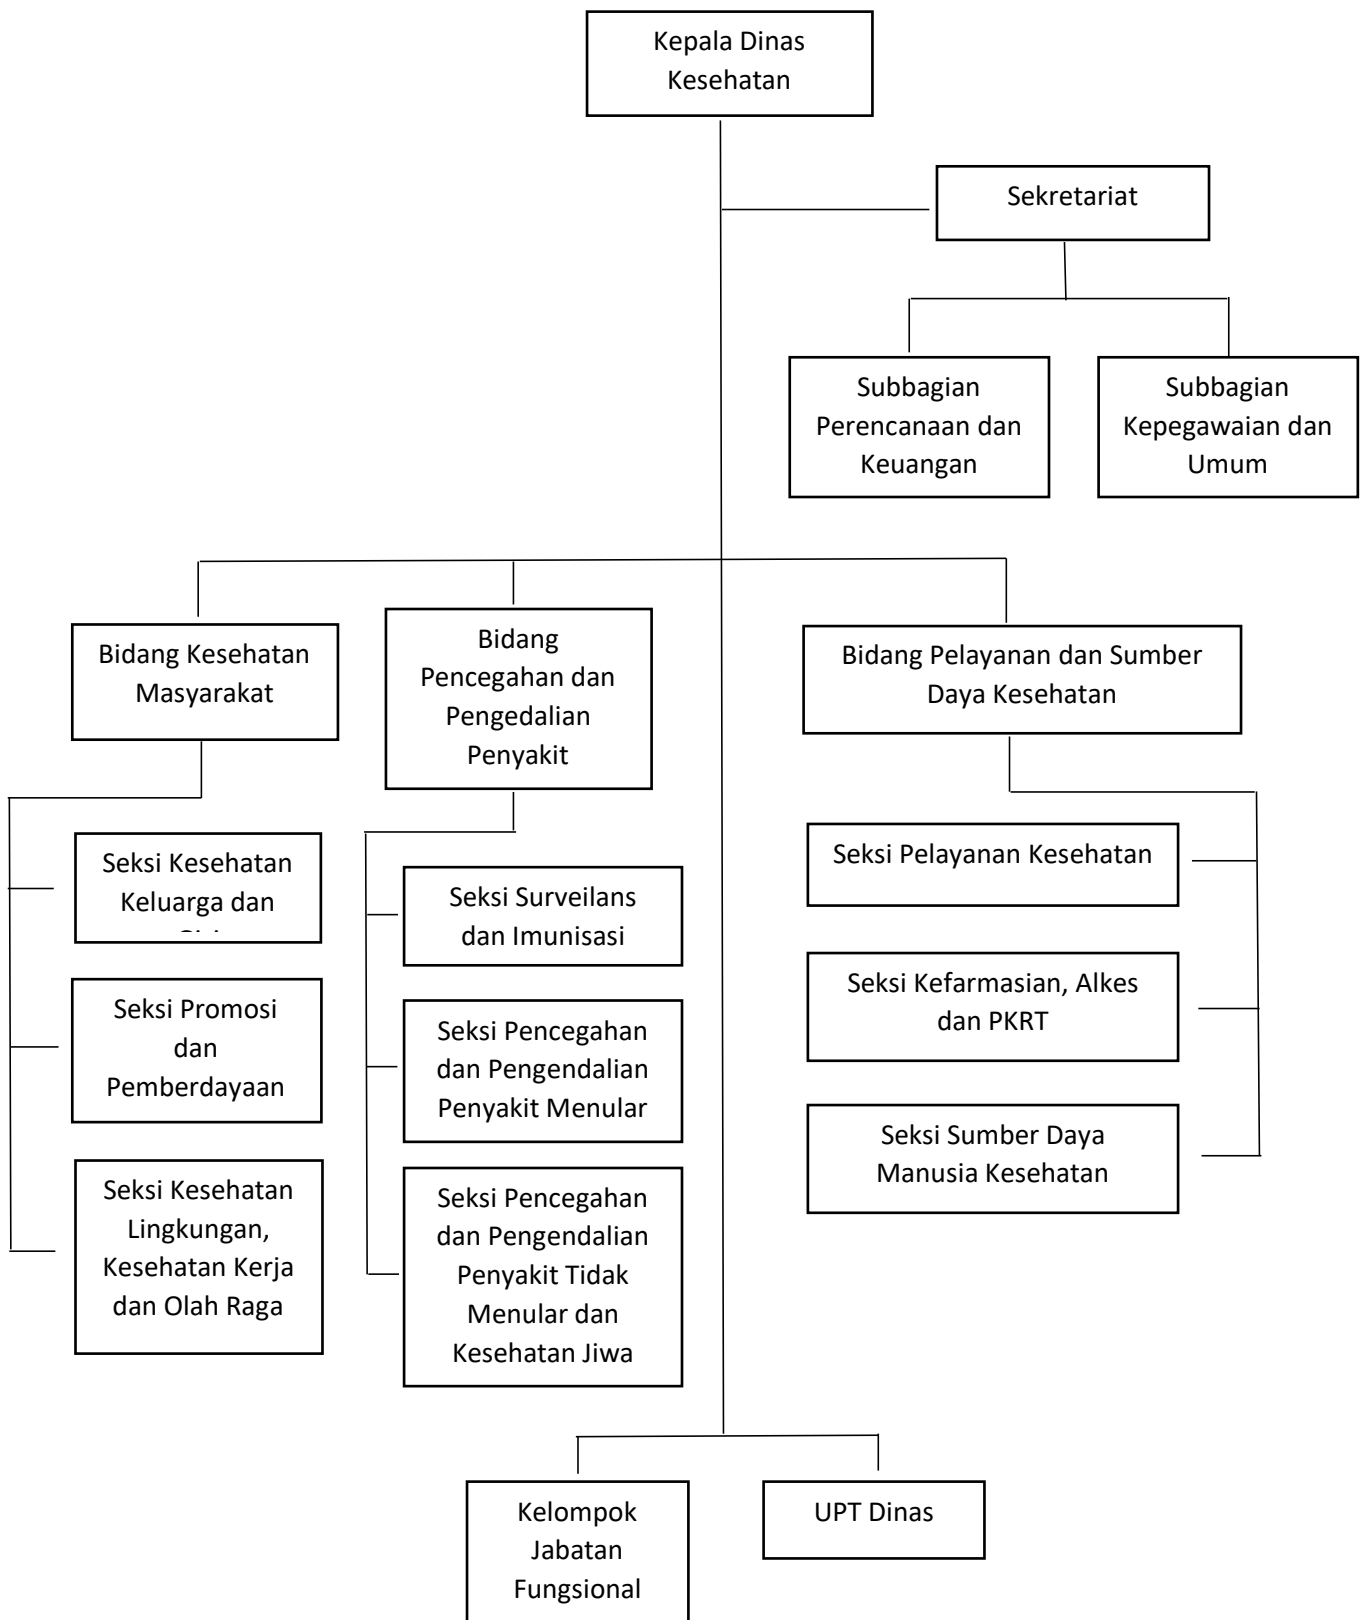 Kepala Dinas
Kesehatan
Sekretariat
Subbagian
Perencanaan dan
Keuangan
Subbagian
Kepegawaian dan
Umum
Bidang Kesehatan
Masyarakat
Bidang
Pencegahan dan
Pengedalian
Penyakit
Bidang Pelayanan dan Sumber
Daya Kesehatan
Seksi Kesehatan
Keluarga dan
Seksi Promosi
dan
Pemberdayaan
Seksi Kesehatan
Lingkungan,
Kesehatan Kerja
dan Olah Raga
Seksi Surveilans
dan Imunisasi
Seksi Pencegahan
dan Pengendalian
Penyakit Menular
Seksi Pencegahan
dan Pengendalian
Penyakit Tidak
Menular dan
Kesehatan Jiwa
Seksi Pelayanan Kesehatan
Seksi Kefarmasian, Alkes
dan PKRT
Seksi Sumber Daya
Manusia Kesehatan
Kelompok
Jabatan
Fungsional
UPT Dinas